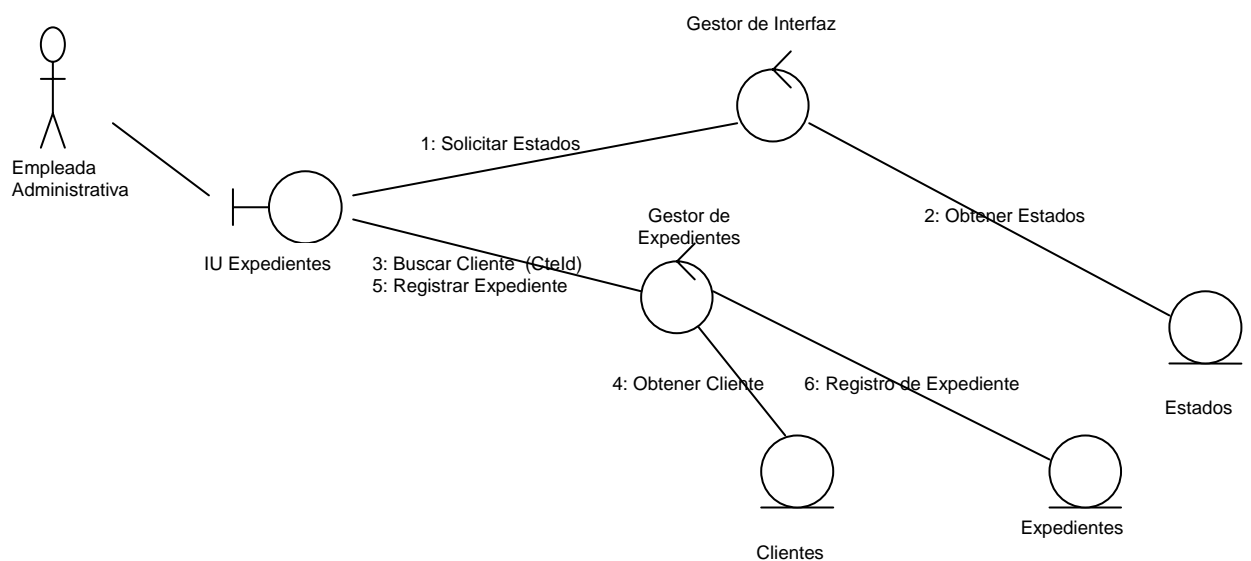 Gestor de Interfaz
1: Solicitar Estados
Empleada
Administrativa
Gestor de
Expedientes
2: Obtener Estados
IU Expedientes
3: Buscar Cliente (CteId)
5: Registrar Expediente
4: Obtener Cliente
6: Registro de Expediente
Estados
Expedientes
Clientes